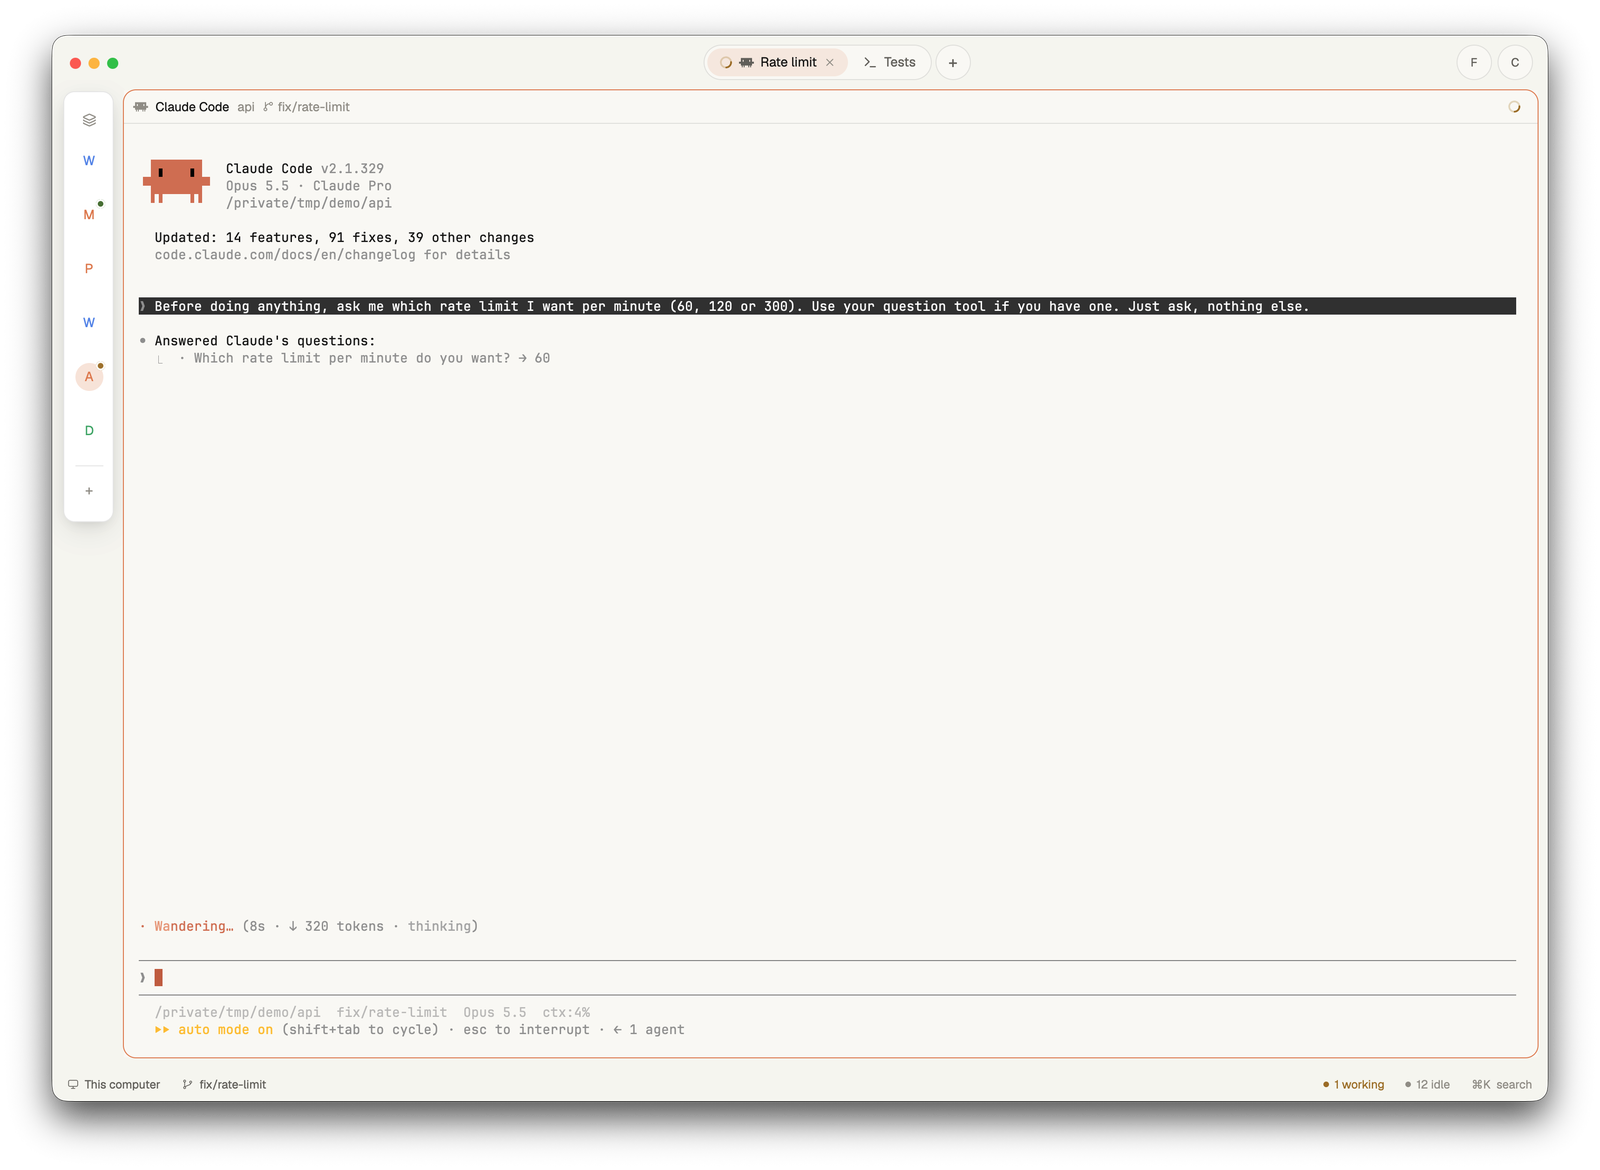 Rate limit ×
>_ Tests
+
F
C
Claude Code api fix/rate-limit
W
M
P
W
A
D
+
Claude Code v2.1.329
Opus 5.5 · Claude Pro
/private/tmp/demo/api
Updated: 14 features, 91 fixes, 39 other changes
code.claude.com/docs/en/changelog for details
❯ Before doing anything, ask me which rate limit I want per minute (60, 120 or 300). Use your question tool if you have one. Just ask, nothing else.
● Answered Claude's questions:
⎿ · Which rate limit per minute do you want? → 60
· Wandering… (8s · ↓ 320 tokens · thinking)
❯
/private/tmp/demo/api fix/rate-limit Opus 5.5 ctx:4%
⏵⏵ auto mode on (shift+tab to cycle) · esc to interrupt · ← 1 agent
This computer fix/rate-limit
● 1 working ● 12 idle ⌘K search